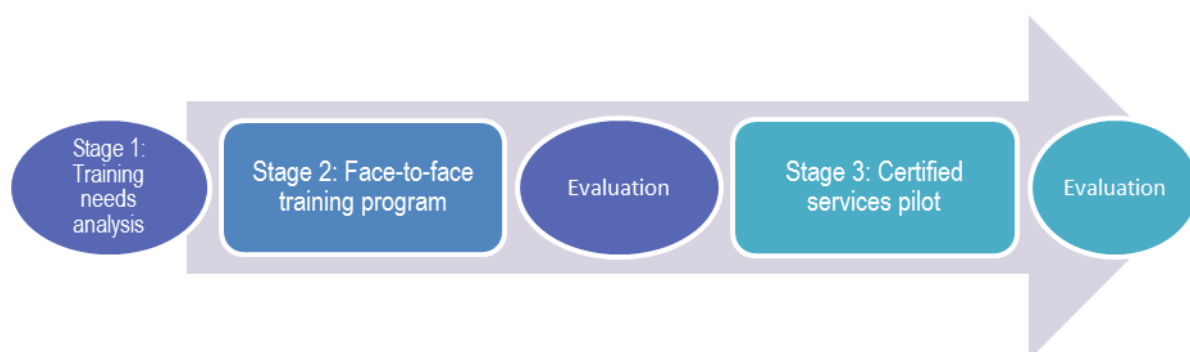 Stage 1:
Training
needs
analysis
Stage 2: Face-to-face
training program
Evaluation
Stage 3: Certified
services pilot
Evaluation